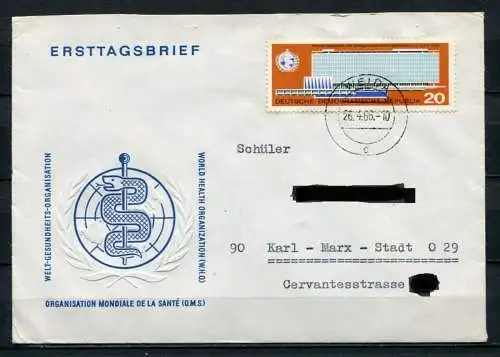 ERSTTAGSBRIEF
DEUTSCHE DEMOKRATISCHE REPUBLIK 20
26.4.66.-10
c
Schüler
90 Karl - Marx - Stadt O 29
Cervantesstrasse
WELT-GESUNDHEITS-ORGANISATION
WORLD HEALTH ORGANIZATION (W.H.O)
ORGANISATION MONDIALE DE LA SANTÉ (O.M.S.)